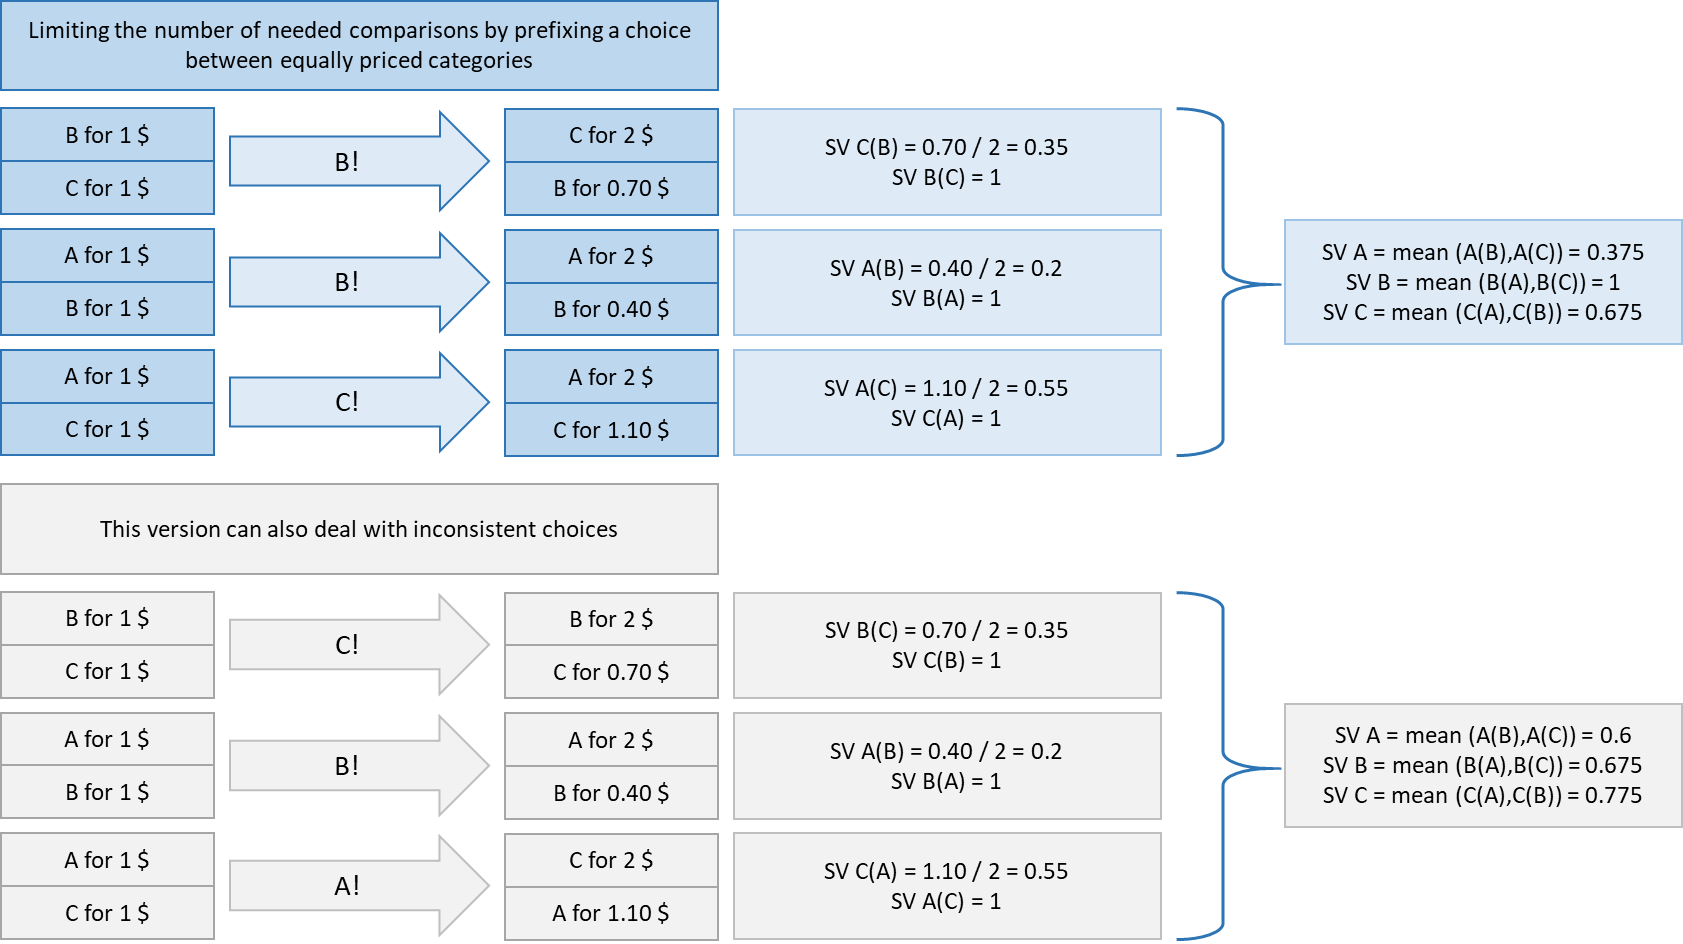 Limiting the number of needed comparisons by prefixing a choice
between equally priced categories
B for 1 $
C for 1 $
B!
C for 2 $
B for 0.70 $
SV C(B) = 0.70 / 2 = 0.35
SV B(C) = 1
A for 1 $
B for 1 $
B!
A for 2 $
B for 0.40 $
SV A(B) = 0.40 / 2 = 0.2
SV B(A) = 1
A for 1 $
C for 1 $
C!
A for 2 $
C for 1.10 $
SV A(C) = 1.10 / 2 = 0.55
SV C(A) = 1
SV A = mean (A(B),A(C)) = 0.375
SV B = mean (B(A),B(C)) = 1
SV C = mean (C(A),C(B)) = 0.675
This version can also deal with inconsistent choices
B for 1 $
C for 1 $
C!
B for 2 $
C for 0.70 $
SV B(C) = 0.70 / 2 = 0.35
SV C(B) = 1
A for 1 $
B for 1 $
B!
A for 2 $
B for 0.40 $
SV A(B) = 0.40 / 2 = 0.2
SV B(A) = 1
A for 1 $
C for 1 $
A!
C for 2 $
A for 1.10 $
SV C(A) = 1.10 / 2 = 0.55
SV A(C) = 1
SV A = mean (A(B),A(C)) = 0.6
SV B = mean (B(A),B(C)) = 0.675
SV C = mean (C(A),C(B)) = 0.775